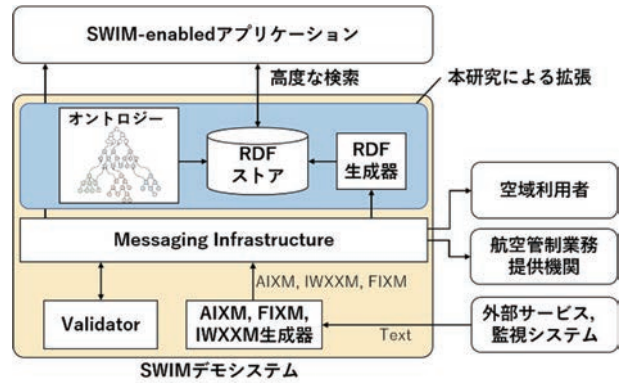 SWIM-enabledアプリケーション
高度な検索
本研究による拡張
オントロジー
RDF
ストア
RDF
生成器
空域利用者
Messaging Infrastructure
航空管制業務
提供機関
AIXM, IWXXM, FIXM
Validator
AIXM, FIXM,
IWXXM生成器
Text
外部サービス,
監視システム
SWIMデモシステム